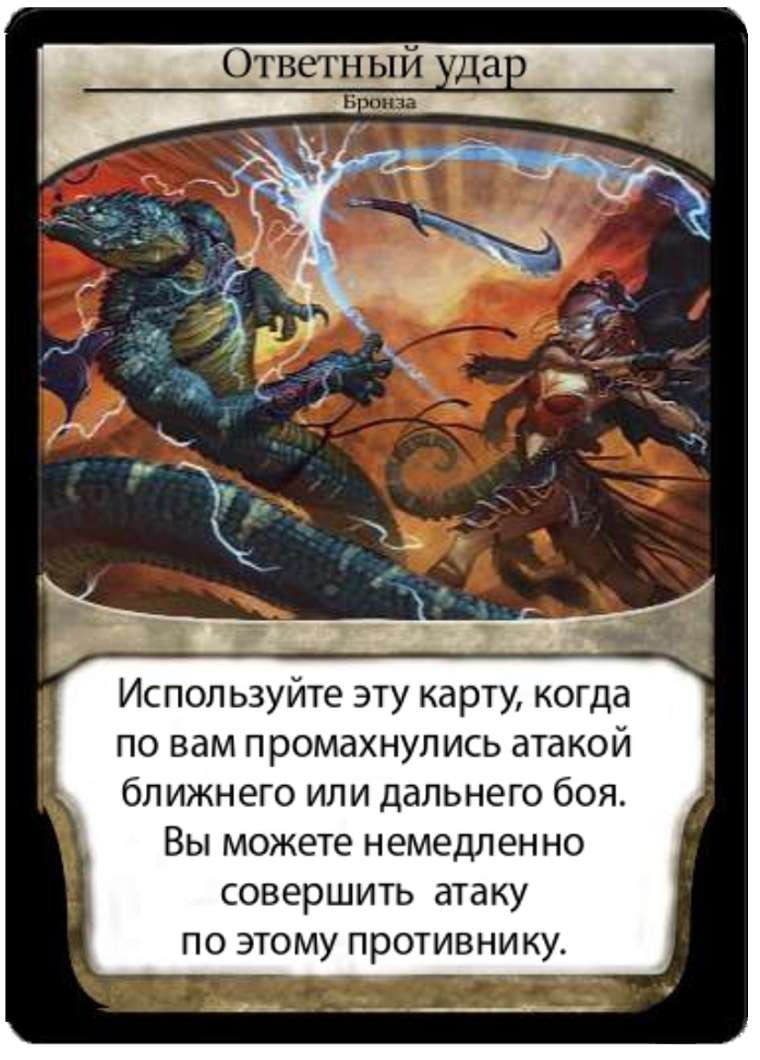 Ответный удар
Бронза
Используйте эту карту, когда
по вам промахнулись атакой
ближнего или дальнего боя.
Вы можете немедленно
совершить атаку
по этому противнику.